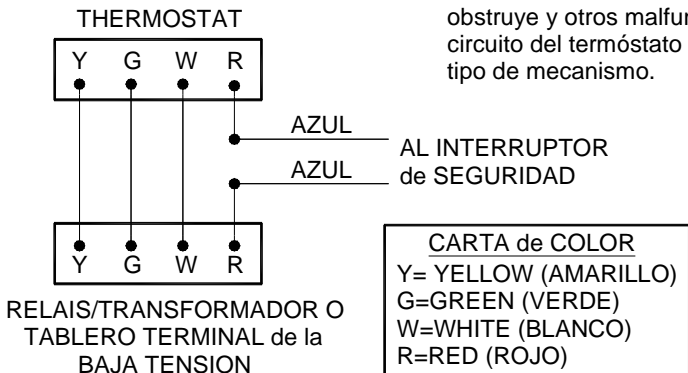 THERMOSTAT
obstruye y otros
circuito del termóstato
tipo de mecanismo.
Y G W R
AZUL
AZUL
AL INTERRUPTOR
de SEGURIDAD
Y G W R
RELAIS/TRANSFORMADOR O
TABLERO TERMINAL de la
BAJA TENSION
CARTA de COLOR
Y= YELLOW (AMARILLO)
G=GREEN (VERDE)
W=WHITE (BLANCO)
R=RED (ROJO)